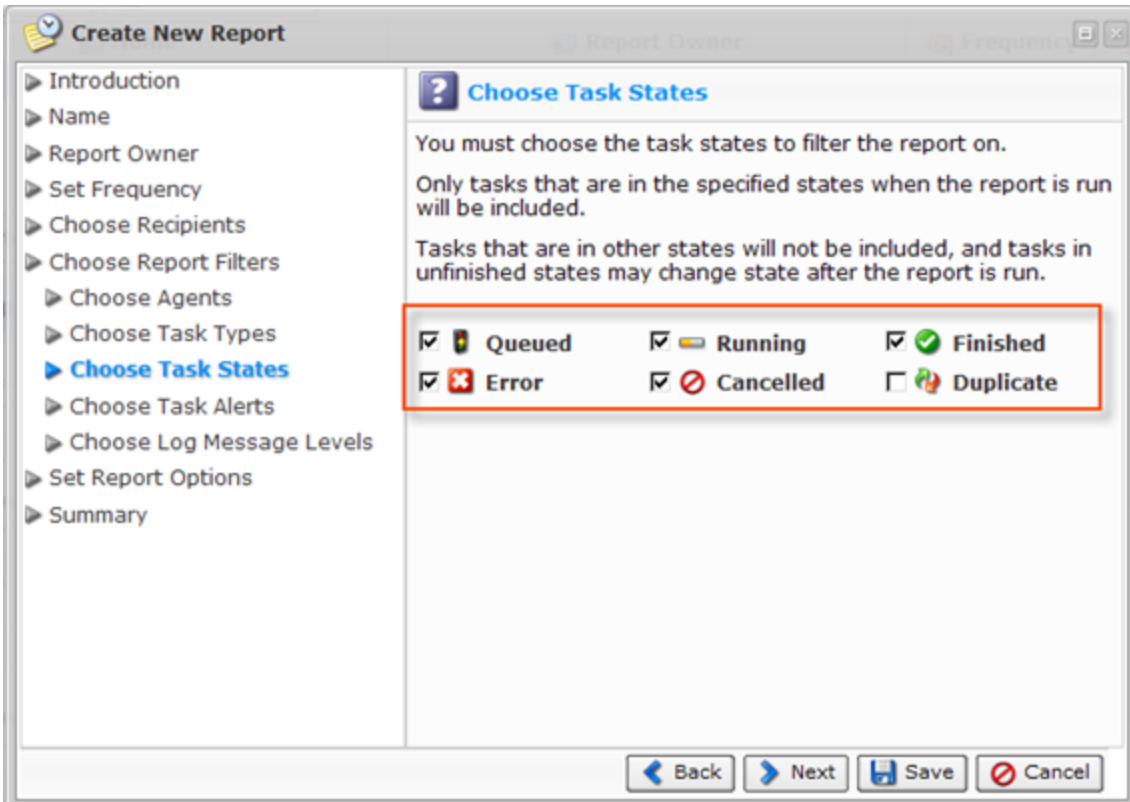 Create New Report
Report Owner
Frequency
Introduction
Name
Report Owner
Set Frequency
Choose Recipients
Choose Report Filters
Choose Agents
Choose Task Types
Choose Task States
Choose Task Alerts
Choose Log Message Levels
Set Report Options
Summary
Choose Task States
You must choose the task states to filter the report on.
Only tasks that are in the specified states when the report is run
will be included.
Tasks that are in other states will not be included, and tasks in
unfinished states may change state after the report is run.
Queued Running Finished
Error Cancelled Duplicate
Back Next Save Cancel